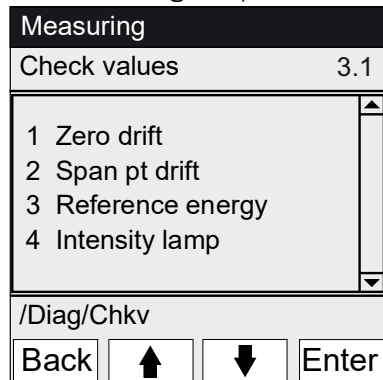 Measuring
Check values 3.1
1 Zero drift
2 Span pt drift
3 Reference energy
4 Intensity lamp
/Diag/Chkv
Back Enter